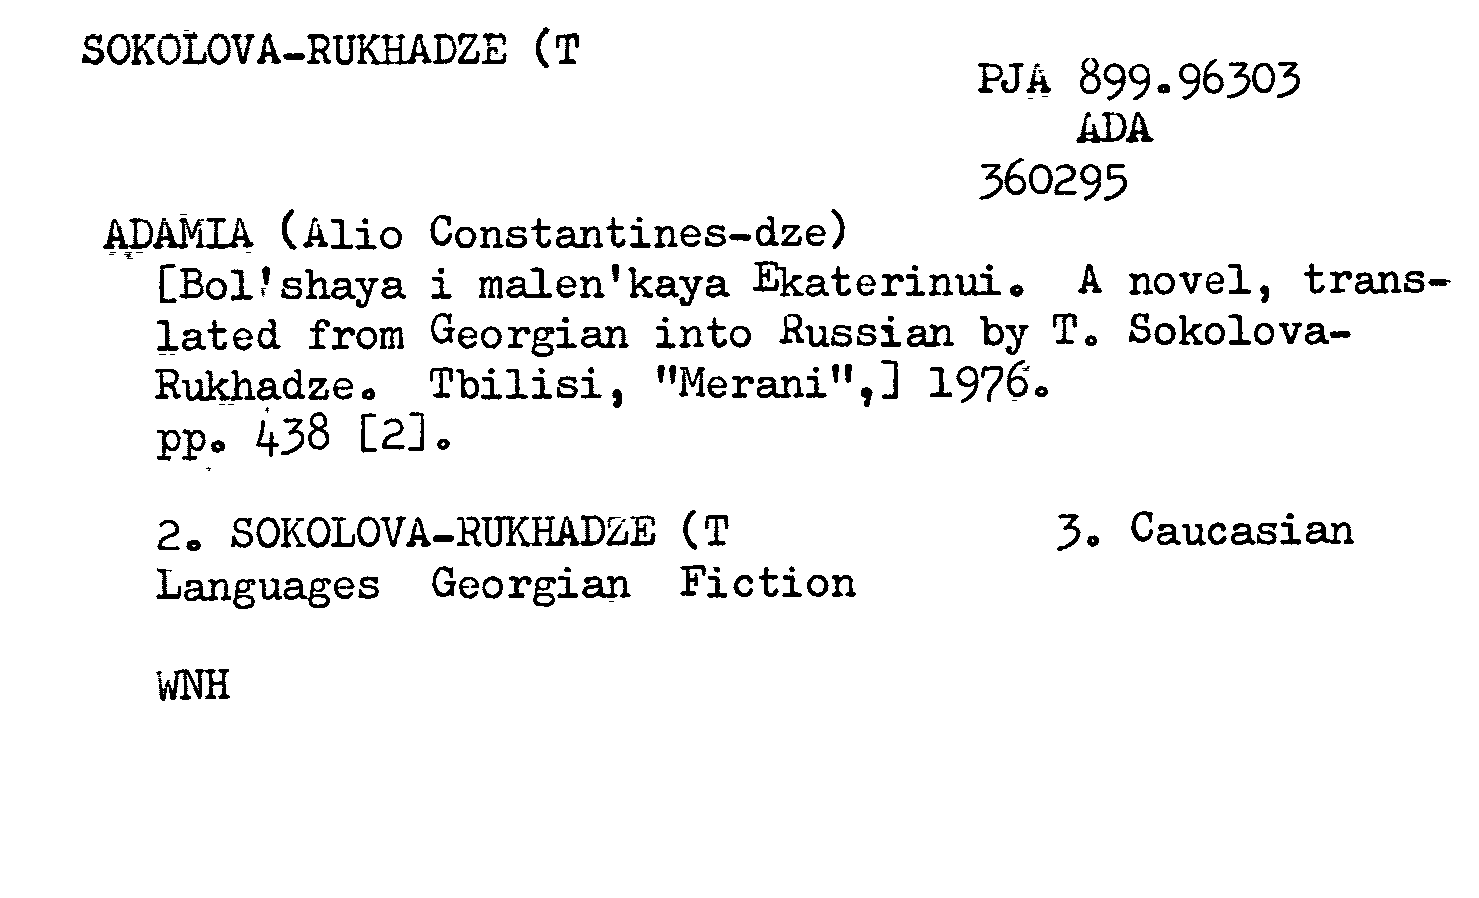 SOKOLOVA-RUKHADZE (T
PJA 899.96303
ADA
360295
ADAMIA (Alio Constantines-dze)
[Bol'shaya i malen'kaya Ekaterinui. A novel, trans-
lated from Georgian into Russian by T. Sokolova-
Rukhadze. Tbilisi, "Merani",] 1976.
pp. 438 [2].
2. SOKOLOVA-RUKHADZE (T 3. Caucasian
Languages Georgian Fiction
WNH